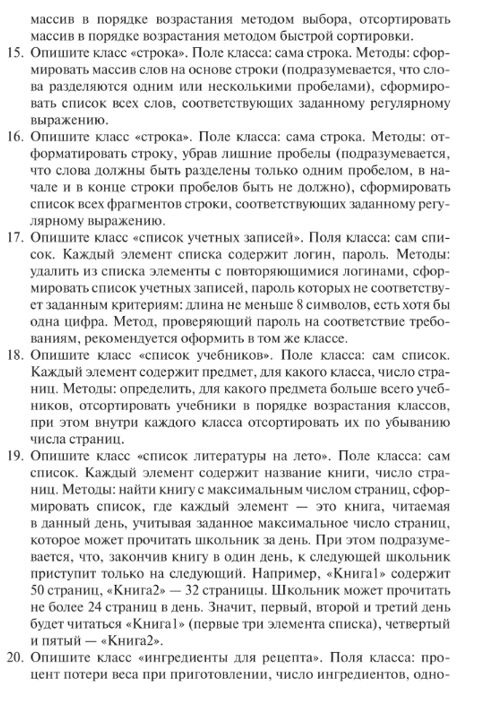 массив в порядке возрастания методом выбора, отсортировать
массив в порядке возрастания методом быстрой сортировки.
15. Опишите класс «строка». Поле класса: сама строка. Методы: сфор-
мировать массив слов на основе строки (подразумевается, что сло-
ва разделяются одним или несколькими пробелами), сформиро-
вать список всех слов, соответствующих заданному регулярному
выражению.
16. Опишите класс «строка». Поле класса: сама строка. Методы: от-
форматировать строку, убрав лишние пробелы (подразумевается,
что слова должны быть разделены только одним пробелом, в на-
чале и в конце строки пробелов быть не должно), сформировать
список всех фрагментов строки, соответствующих заданному регу-
лярному выражению.
17. Опишите класс «список учетных записей». Поля класса: сам спи-
сок. Каждый элемент списка содержит логин, пароль. Методы:
удалить из списка элементы с повторяющимися логинами, сфор-
мировать список учетных записей, пароль которых не соответству-
ет заданным критериям: длина не меньше 8 символов, есть хотя бы
одна цифра. Метод, проверяющий пароль на соответствие требо-
ваниям, рекомендуется оформить в том же классе.
18. Опишите класс «список учебников». Поле класса: сам список.
Каждый элемент содержит предмет, для какого класса, число стра-
ниц. Методы: определить, для какого предмета больше всего учеб-
ников, отсортировать учебники в порядке возрастания классов,
при этом внутри каждого класса отсортировать их по убыванию
числа страниц.
19. Опишите класс «список литературы на лето». Поле класса: сам
список. Каждый элемент содержит название книги, число стра-
ниц. Методы: найти книгу с максимальным числом страниц, сфор-
мировать список, где каждый элемент — это книга, читаемая
в данный день, учитывая заданное максимальное число страниц,
которое может прочитать школьник за день. При этом подразуме-
вается, что, закончив книгу в один день, к следующей школьник
приступит только на следующий. Например, «Книга1» содержит
50 страниц, «Книга2» — 32 страницы. Школьник может прочитать
не более 24 страниц в день. Значит, первый, второй и третий день
будет читаться «Книга1» (первые три элемента списка), четвертый
и пятый — «Книга2».
20. Опишите класс «ингредиенты для рецепта». Поля класса: про-
цент потери веса при приготовлении, число ингредиентов, одно-